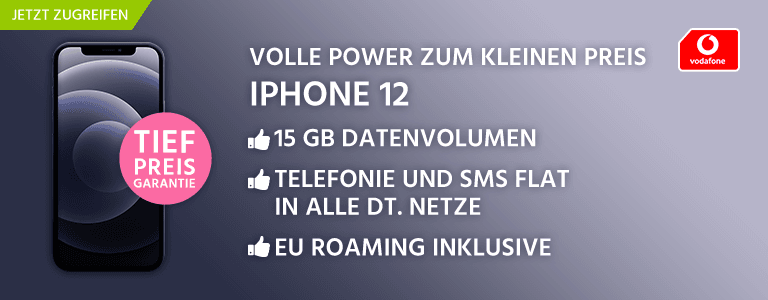 JETZT ZUGREIFEN
VOLLE POWER ZUM KLEINEN PREIS
IPHONE 12
15 GB DATENVOLUMEN
TELEFONIE UND SMS FLAT
IN ALLE DT. NETZE
EU ROAMING INKLUSIVE
TIEF
PREIS
GARANTIE
vodafone